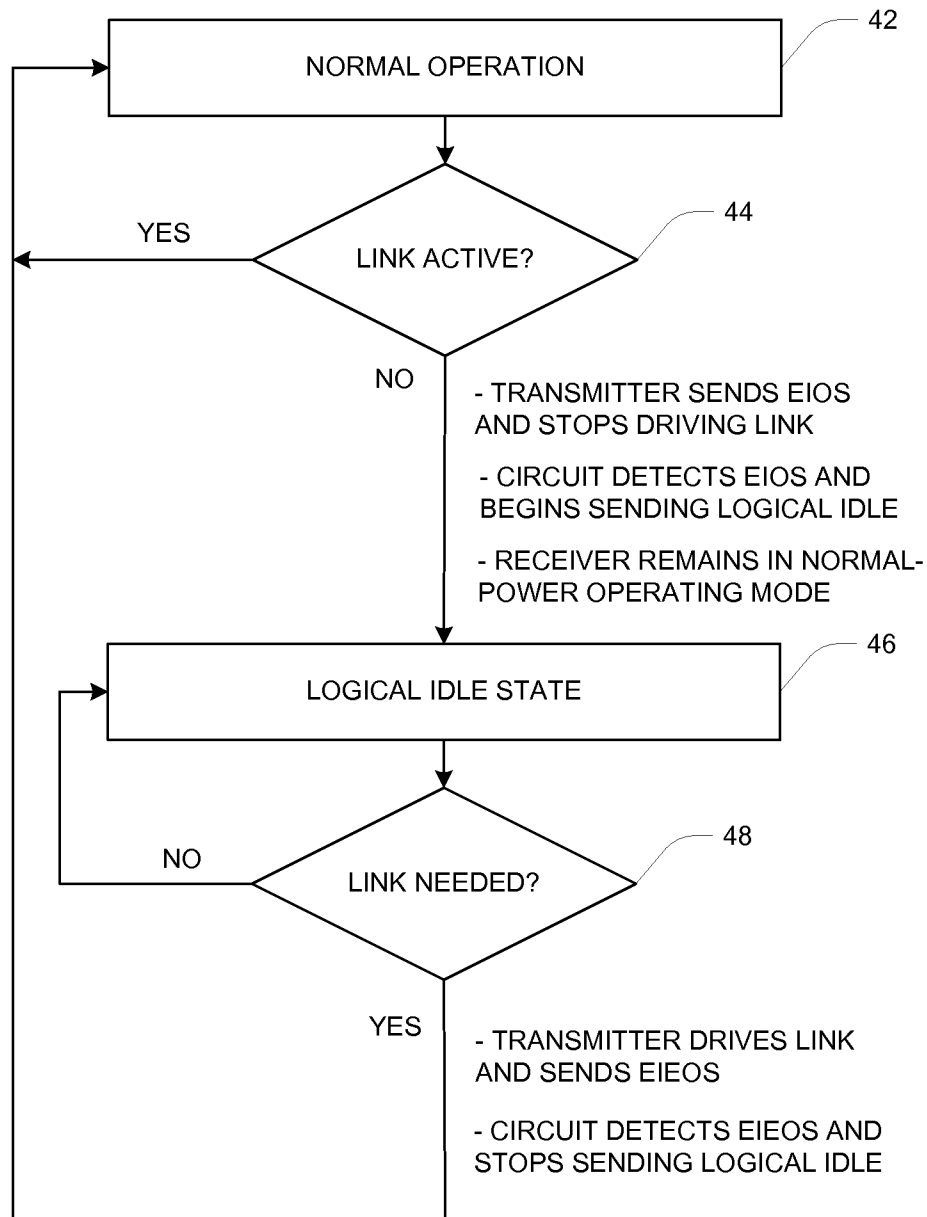 42
NORMAL OPERATION
44
YES
LINK ACTIVE?
NO
- TRANSMITTER SENDS EIOS
AND STOPS DRIVING LINK
- CIRCUIT DETECTS EIOS AND
BEGINS SENDING LOGICAL IDLE
- RECEIVER REMAINS IN NORMAL-
POWER OPERATING MODE
46
LOGICAL IDLE STATE
48
NO
LINK NEEDED?
YES
- TRANSMITTER DRIVES LINK
AND SENDS EIEOS
- CIRCUIT DETECTS EIEOS AND
STOPS SENDING LOGICAL IDLE